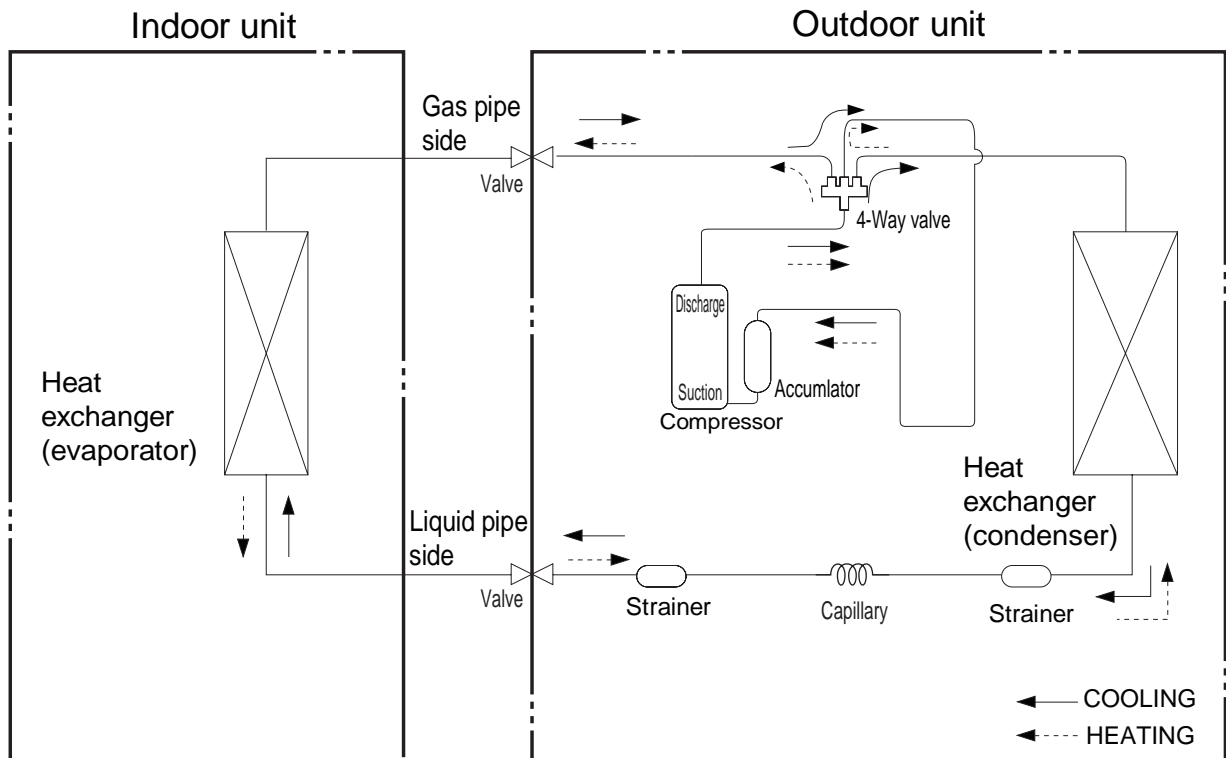 Indoor unit
Outdoor unit
Gas pipe
side
Valve
4-Way valve
Discharge
Suction
Accumlator
Compressor
Heat
exchanger
(evaporator)
Heat
exchanger
(condenser)
Liquid pipe
side
Valve
Strainer
Capillary
Strainer
COOLING
HEATING